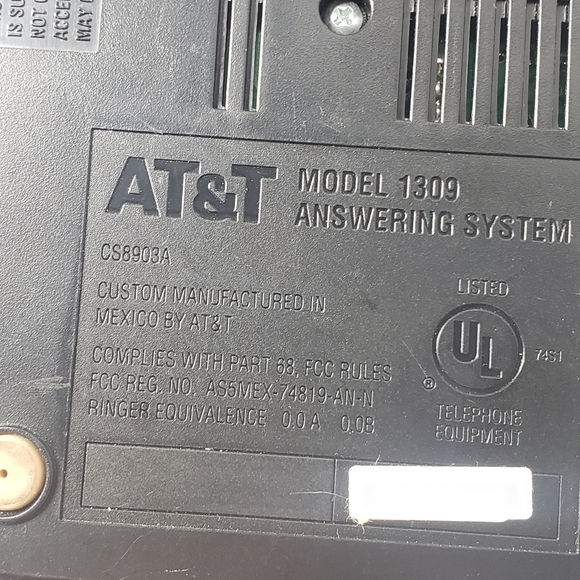 IS SU
NOT C
ACCE
MAY
AT&T
MODEL 1309
ANSWERING SYSTEM
CS8903A
CUSTOM MANUFACTURED IN
MEXICO BY AT&T
COMPLIES WITH PART 68, FCC RULES
FCC REG. NO. AS5MEX-74819-AN-N
RINGER EQUIVALENCE 0.0 A 0.0B
LISTED
UL
®
74S1
TELEPHONE
EQUIPMENT